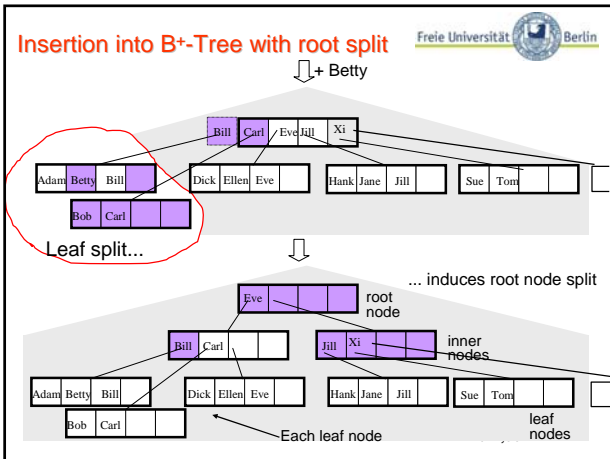 Insertion into B+-Tree with root split
Freie Universität Berlin
+ Betty
Bill Carl Eve Jill Xi
Adam Betty Bill
Dick Ellen Eve
Hank Jane Jill
Sue Tom
Bob Carl
Leaf split...
... induces root node split
Eve
root node
Bill Carl
Jill Xi
inner nodes
Adam Betty Bill
Dick Ellen Eve
Hank Jane Jill
Sue Tom
Bob Carl
Each leaf node
leaf nodes